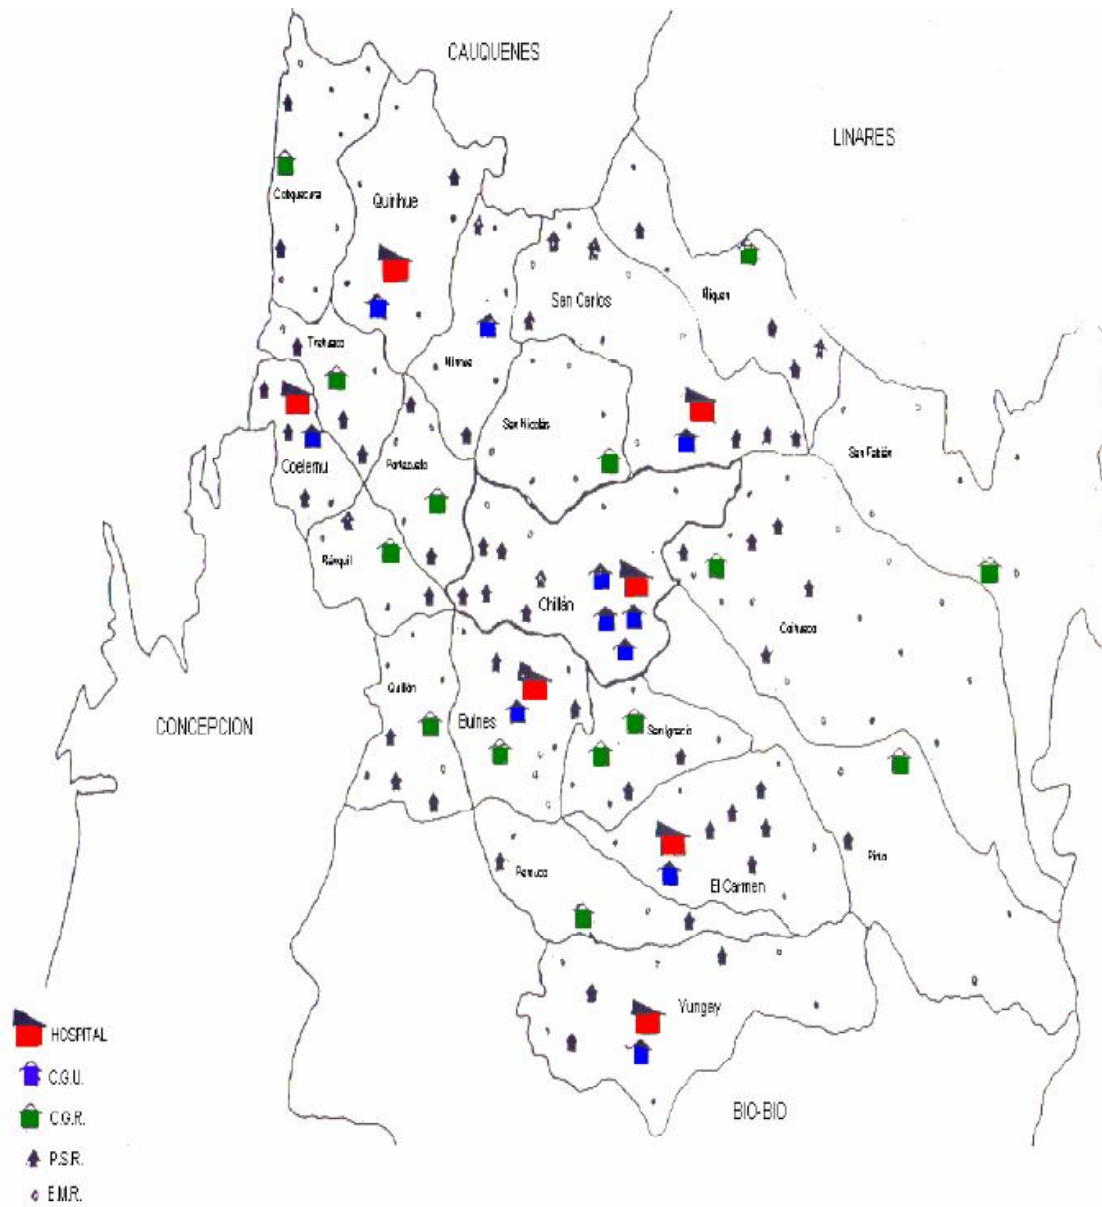 CAUQUENES
LINARES
Cobquecura
Quirihue
San Carlos
Ñiquen
Trehuaco
Ninhue
San Nicolás
San Fabián
Coelemu
Portezuelo
Ránquil
Chillán
Coihueco
Quillón
Bulnes
San Ignacio
CONCEPCION
Pemuco
El Carmen
Pinto
Yungay
HOSPITAL
C.G.U.
C.G.R.
BIO-BIO
P.S.R.
E.M.R.